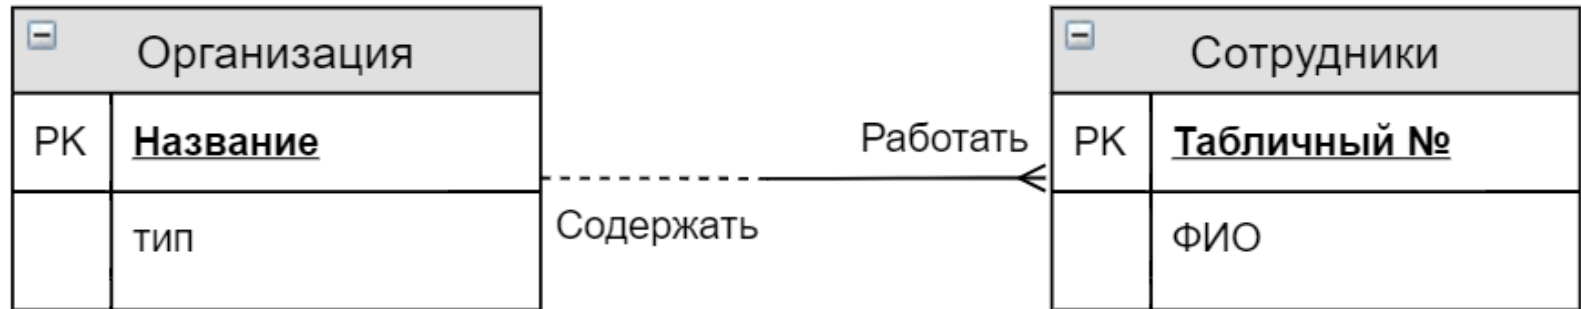 Организация
PK Название
тип
Работать
Содержать
Сотрудники
PK Табличный №
ФИО